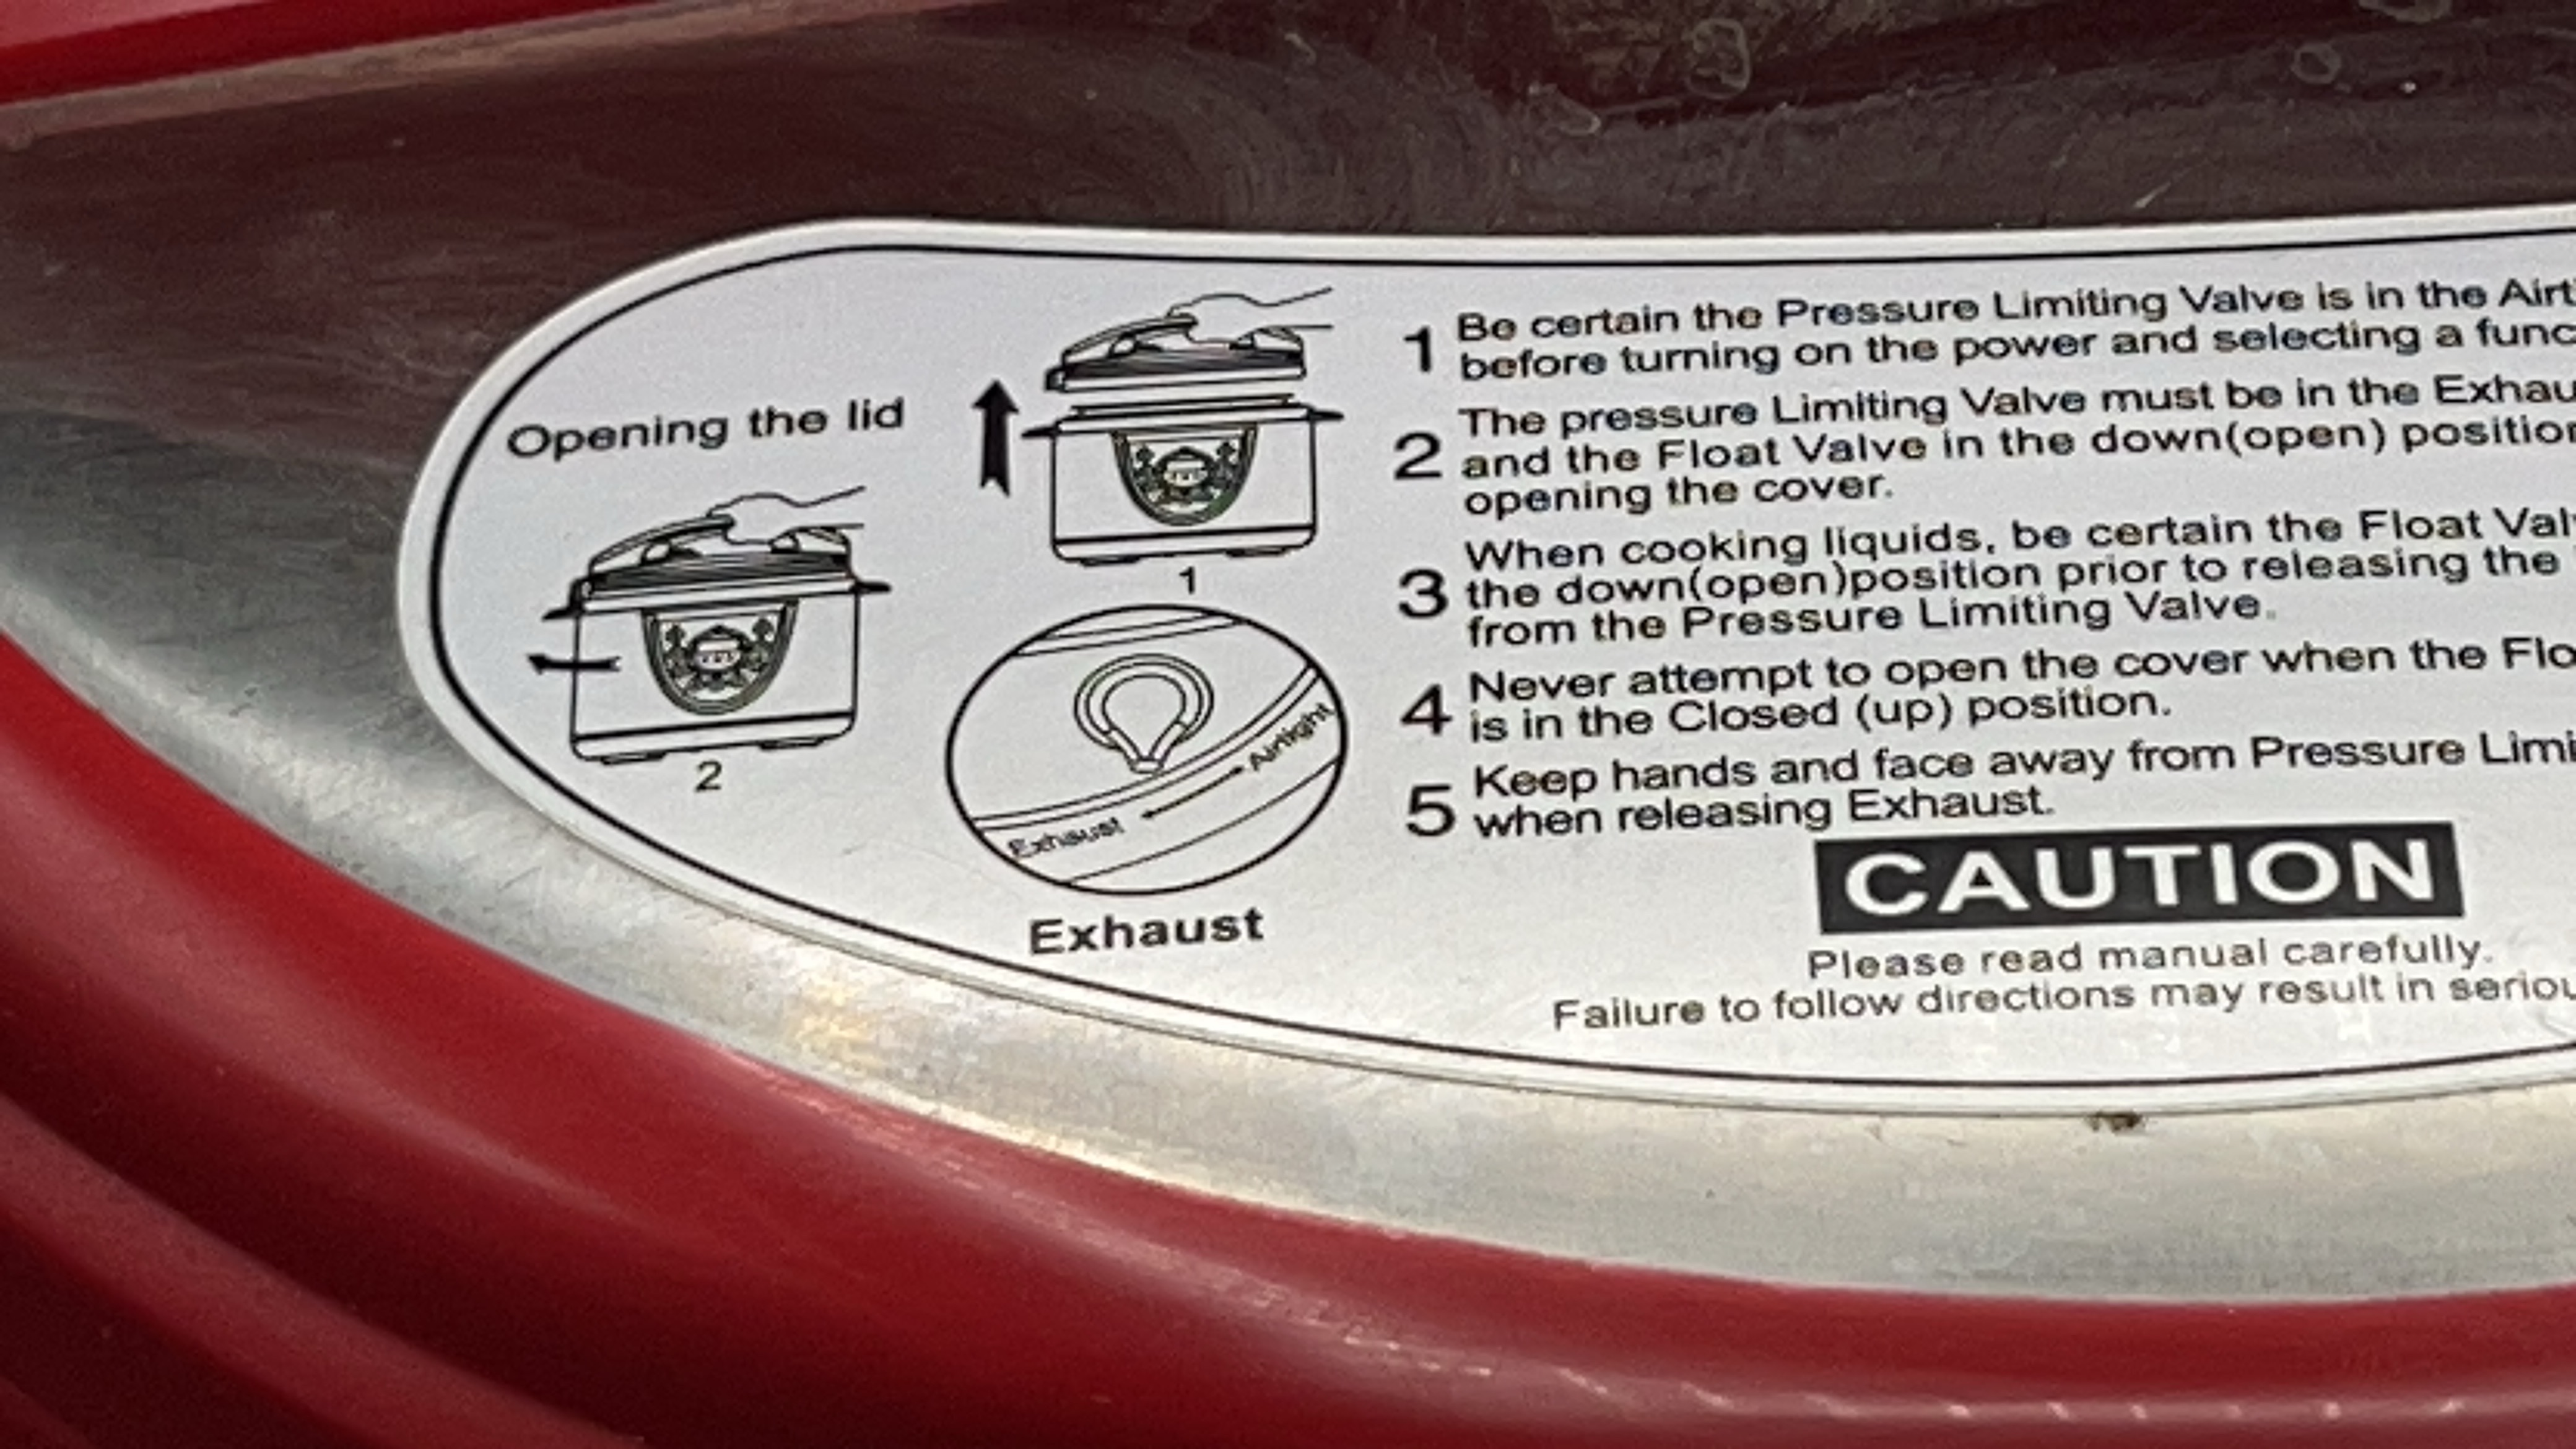 Opening the lid
1
2
Exhaust
Airtight
Exhaust
1 Be certain the Pressure Limiting Valve is in the
before turning on the power and selecting a
2 The pressure Limiting Valve must be in the
and the Float Valve in the down(open)
opening the cover.
3 When cooking liquids, be certain the Float
the down(open)position prior to releasing the
from the Pressure Limiting Valve.
4 Never attempt to open the cover when the
is in the Closed (up) position.
5 Keep hands and face away from Pressure
when releasing Exhaust.
CAUTION
Please read manual carefully.
Failure to follow directions may result in